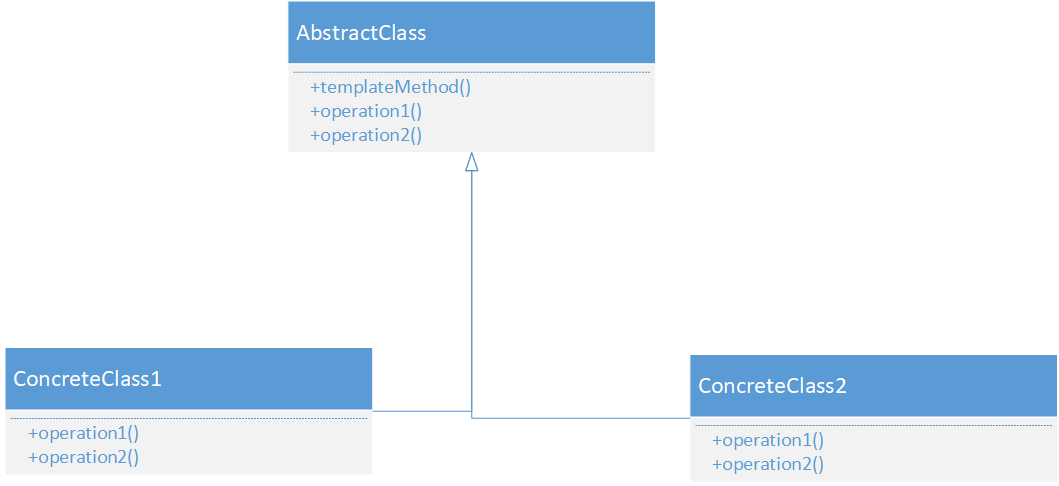 AbstractClass
+templateMethod()
+operation1()
+operation2()
ConcreteClass1
+operation1()
+operation2()
ConcreteClass2
+operation1()
+operation2()